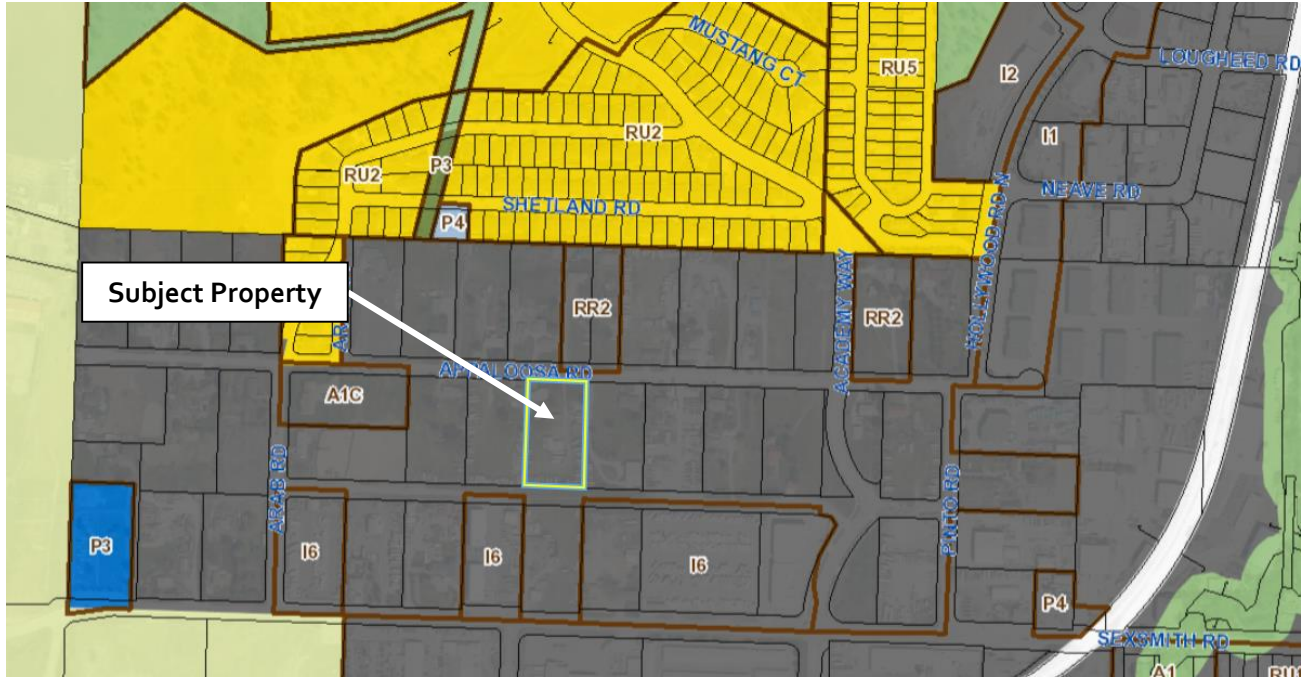 MUSTANG CT
LOUGHEED RD
I2
RU5
I1
RU2
P3
RU2
NEAVE RD
SHETLAND RD
P4
HOLLYWOOD RD N
ACADEMY WAY
Subject Property
RR2
RR2
APPALOOSA RD
A1C
ARAB RD
PINTO RD
P3
I6
I6
I6
P4
SEXSMITH RD
A1